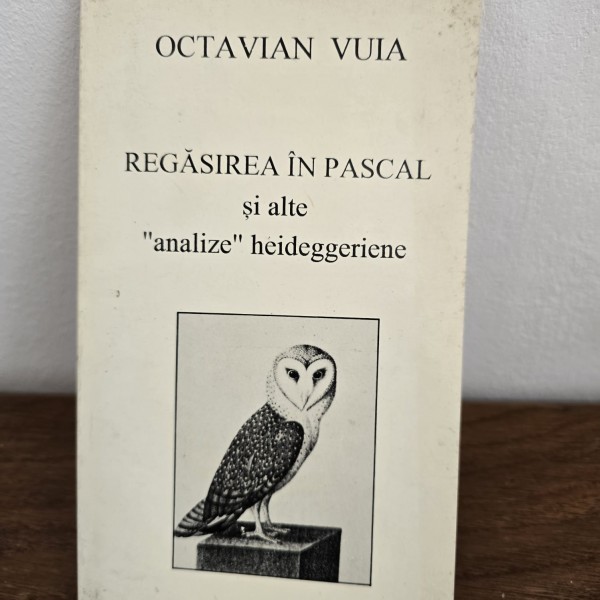 OCTAVIAN VUIA
REGĂSIREA ÎN PASCAL
și alte
"analize" heideggeriene